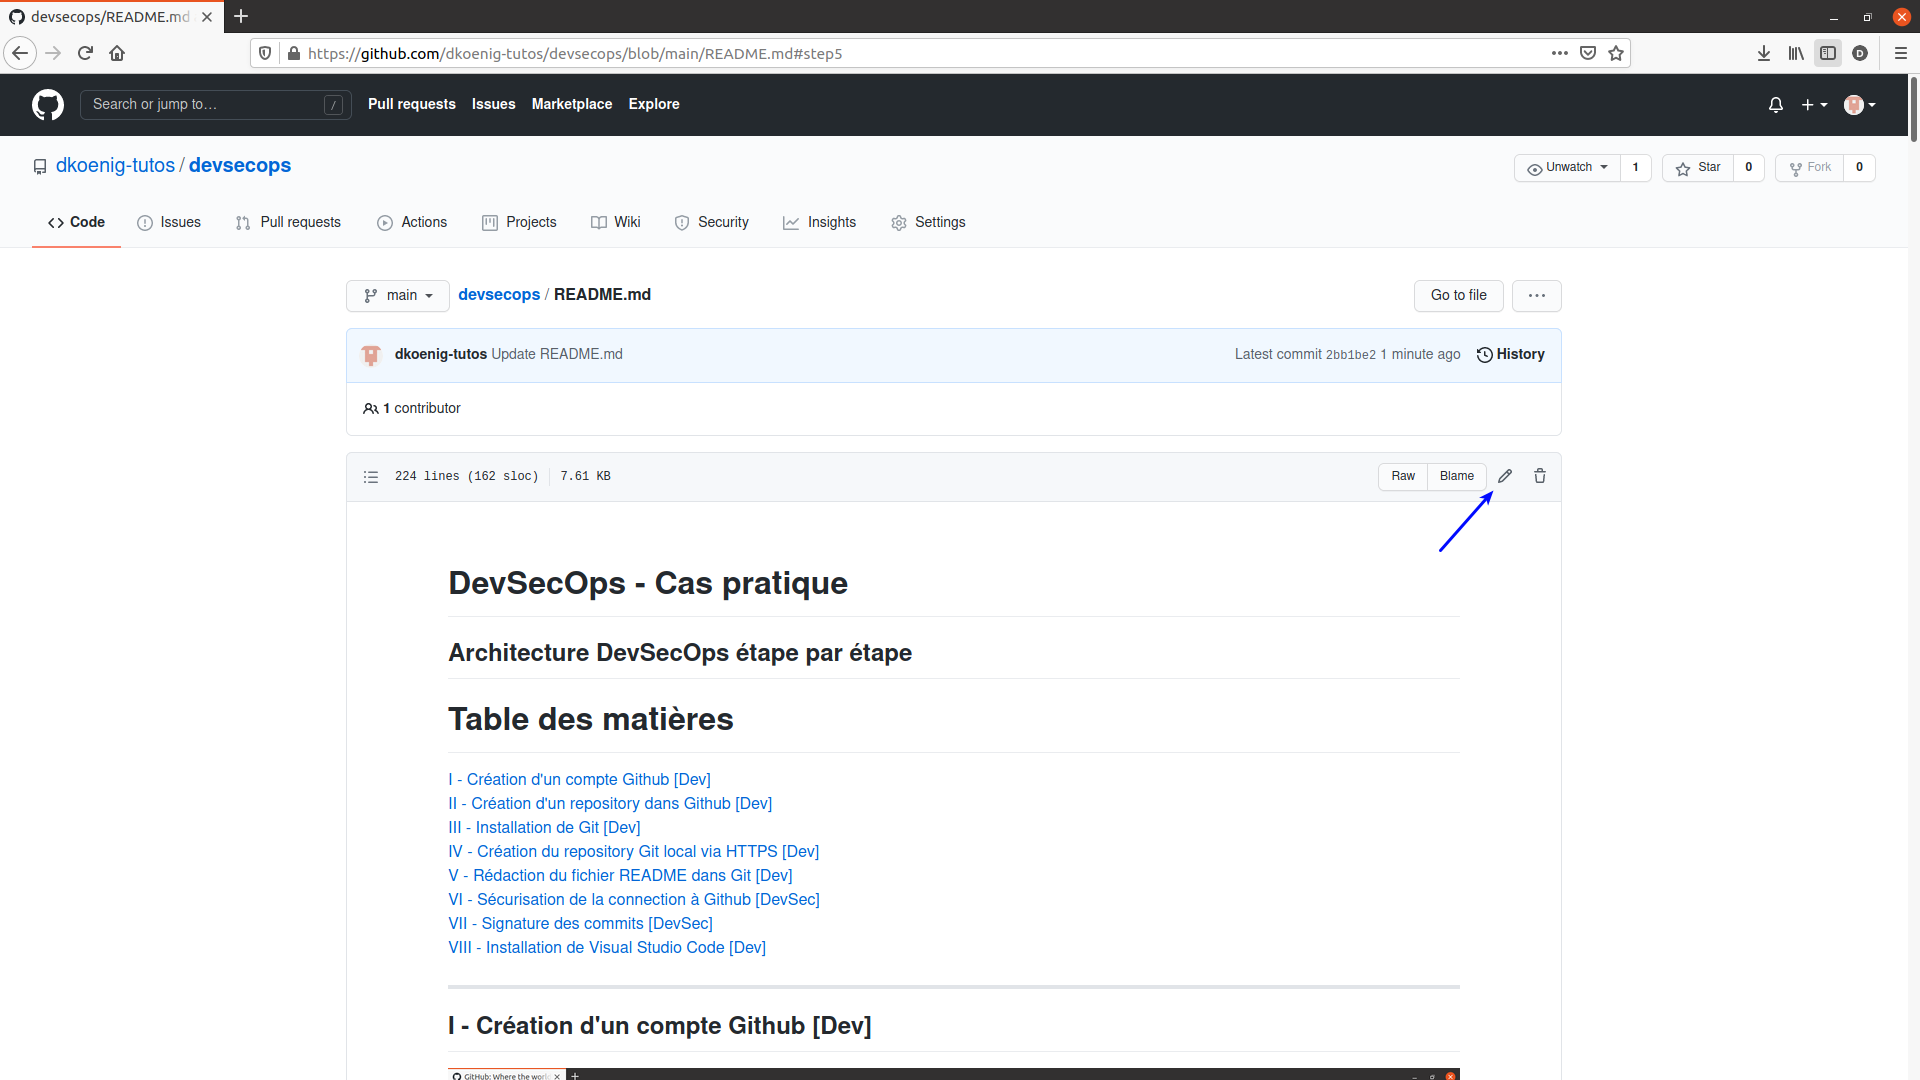 devsecops/README.md
https://github.com/dkoenig-tutos/devsecops/blob/main/README.md#step5
D
Search or jump to…
/
Pull requests
Issues
Marketplace
Explore
dkoenig-tutos / devsecops
Unwatch 1
Star 0
Fork 0
Code
Issues
Pull requests
Actions
Projects
Wiki
Security
Insights
Settings
main
devsecops / README.md
Go to file
dkoenig-tutos Update README.md
Latest commit 2bb1be2 1 minute ago
History
1 contributor
224 lines (162 sloc)
7.61 KB
Raw
Blame
DevSecOps - Cas pratique
Architecture DevSecOps étape par étape
Table des matières
I - Création d'un compte Github [Dev]
II - Création d'un repository dans Github [Dev]
III - Installation de Git [Dev]
IV - Création du repository Git local via HTTPS [Dev]
V - Rédaction du fichier README dans Git [Dev]
VI - Sécurisation de la connection à Github [DevSec]
VII - Signature des commits [DevSec]
VIII - Installation de Visual Studio Code [Dev]
I - Création d'un compte Github [Dev]
GitHub: Where the world